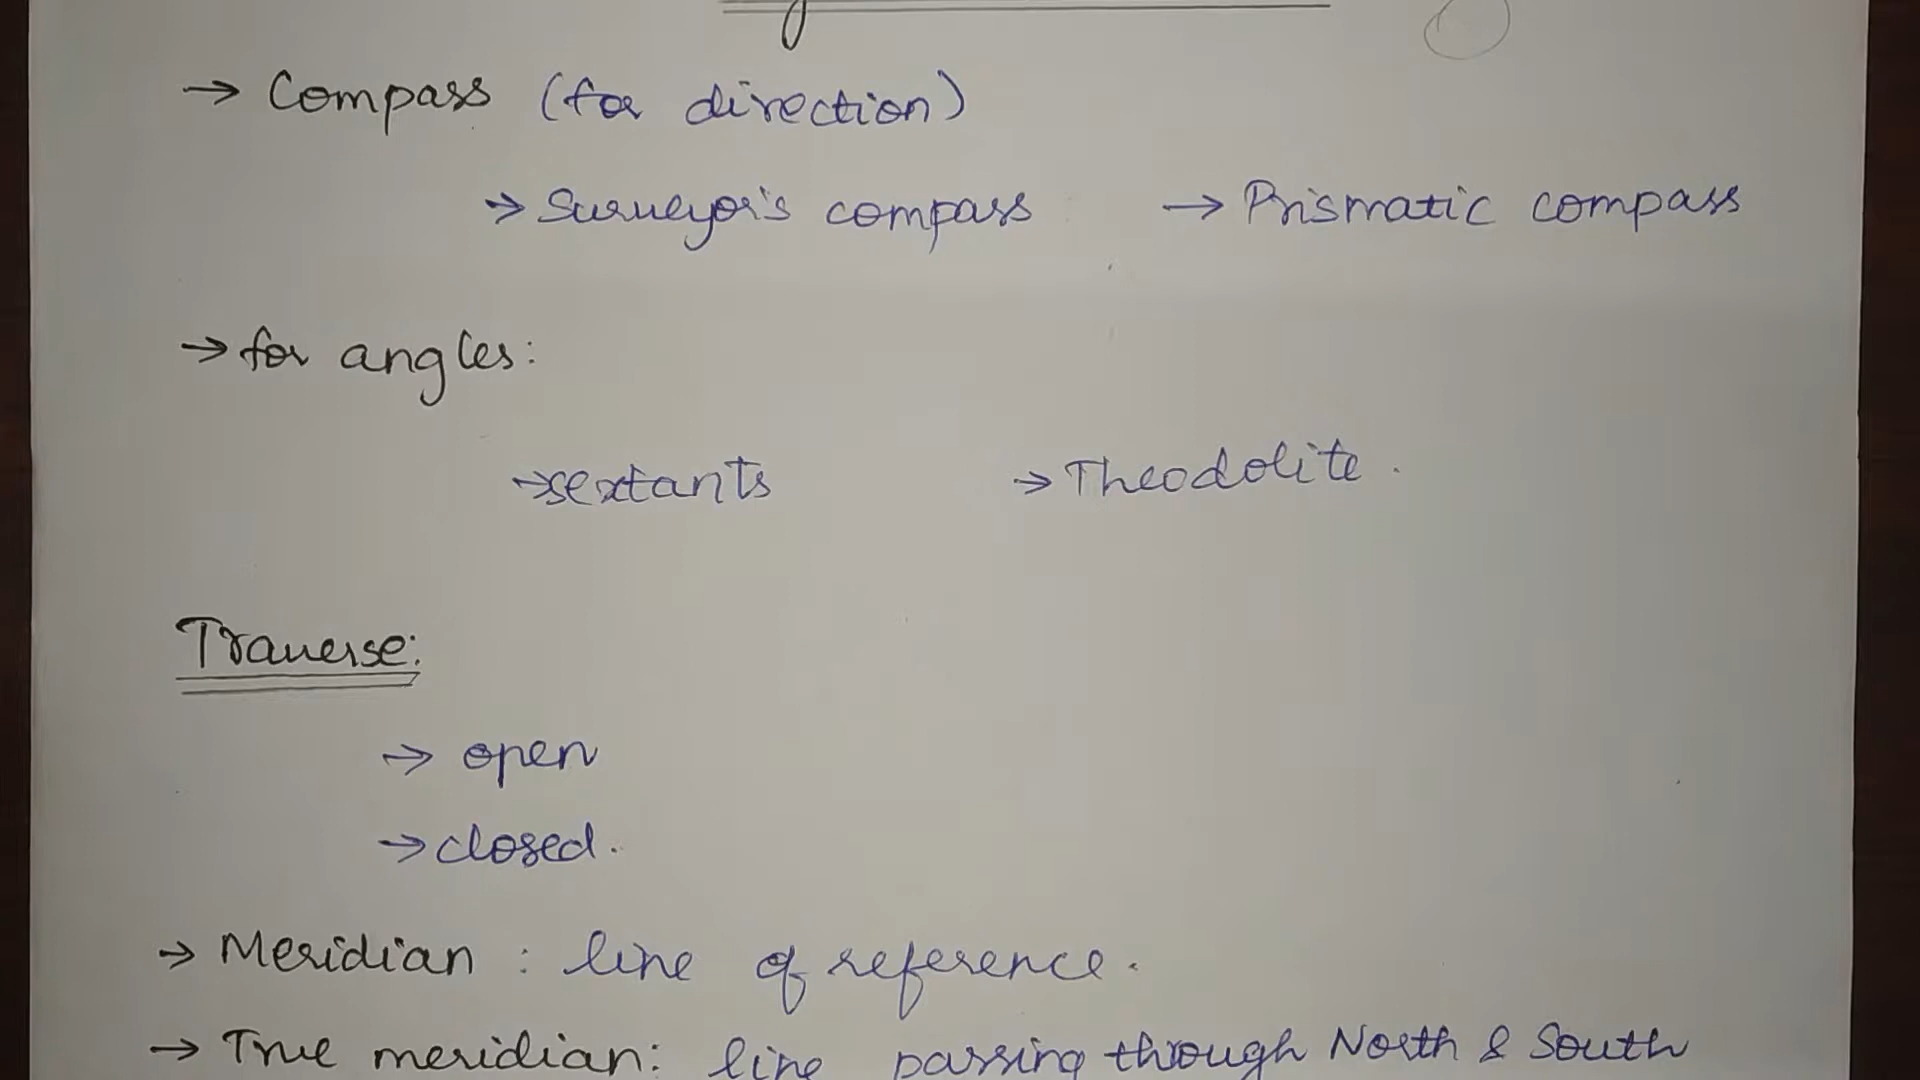 → Compass (for direction)
→ Surveyor's compass → Prismatic compass
→ for angles:
→ sextants → Theodolite.
Traverse:
→ open
→ closed.
→ Meridian : line of reference.
→ True meridian: line passing through North & South